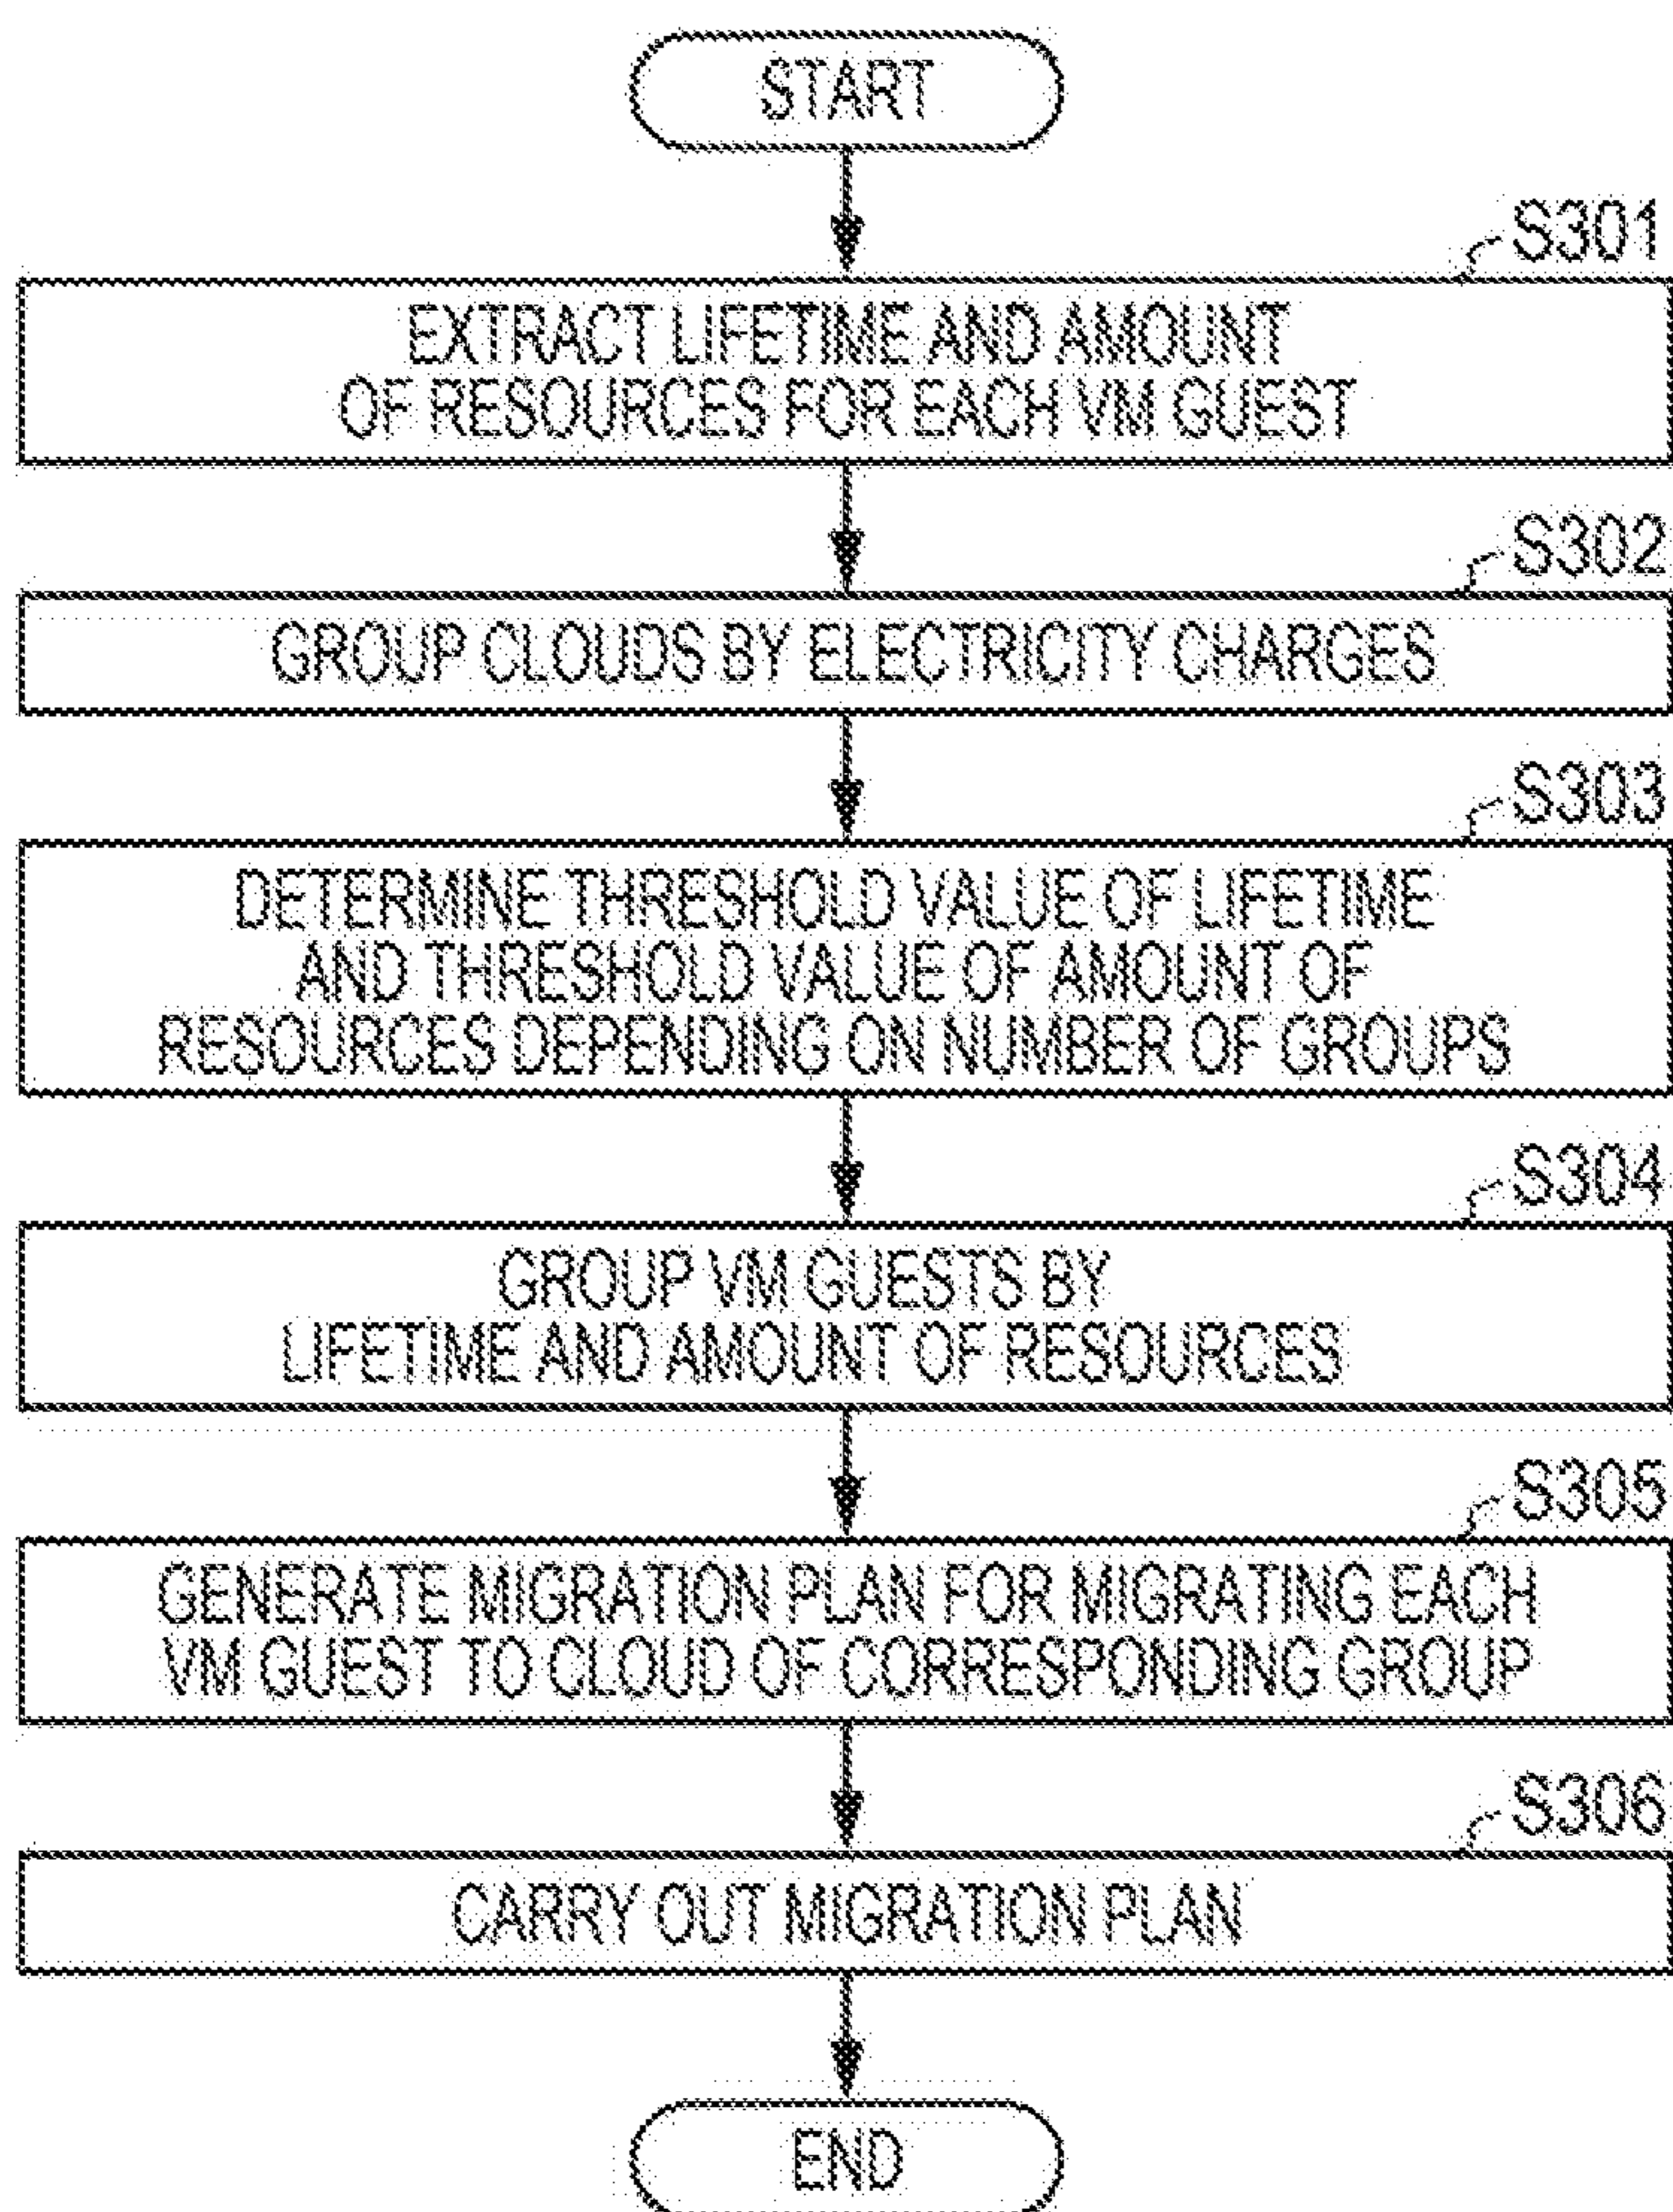 START
S301
EXTRACT LIFETIME AND AMOUNT
OF RESOURCES FOR EACH VM GUEST
S302
GROUP CLOUDS BY ELECTRICITY CHARGES
S303
DETERMINE THRESHOLD VALUE OF LIFETIME
AND THRESHOLD VALUE OF AMOUNT OF
RESOURCES DEPENDING ON NUMBER OF GROUPS
S304
GROUP VM GUESTS BY
LIFETIME AND AMOUNT OF RESOURCES
S305
GENERATE MIGRATION PLAN FOR MIGRATING EACH
VM GUEST TO CLOUD OF CORRESPONDING GROUP
S306
CARRY OUT MIGRATION PLAN
END